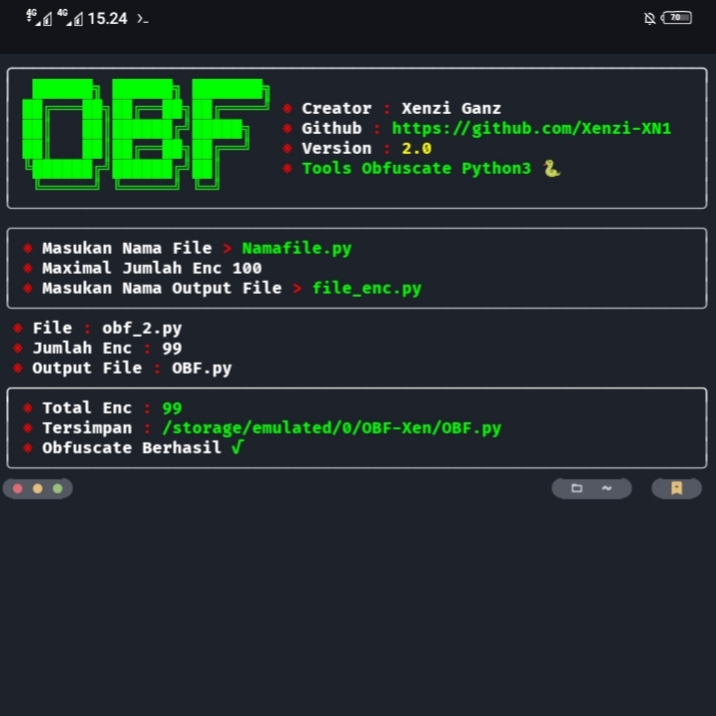 4G 4G 15.24 >_ 70
OBF
* Creator : Xenzi Ganz
* Github : https://github.com/Xenzi-XN1
* Version : 2.0
* Tools Obfuscate Python3 🐍
* Masukan Nama File > Namafile.py
* Maximal Jumlah Enc 100
* Masukan Nama Output File > file_enc.py
* File : obf_2.py
* Jumlah Enc : 99
* Output File : OBF.py
* Total Enc : 99
* Tersimpan : /storage/emulated/0/OBF-Xen/OBF.py
* Obfuscate Berhasil √
~